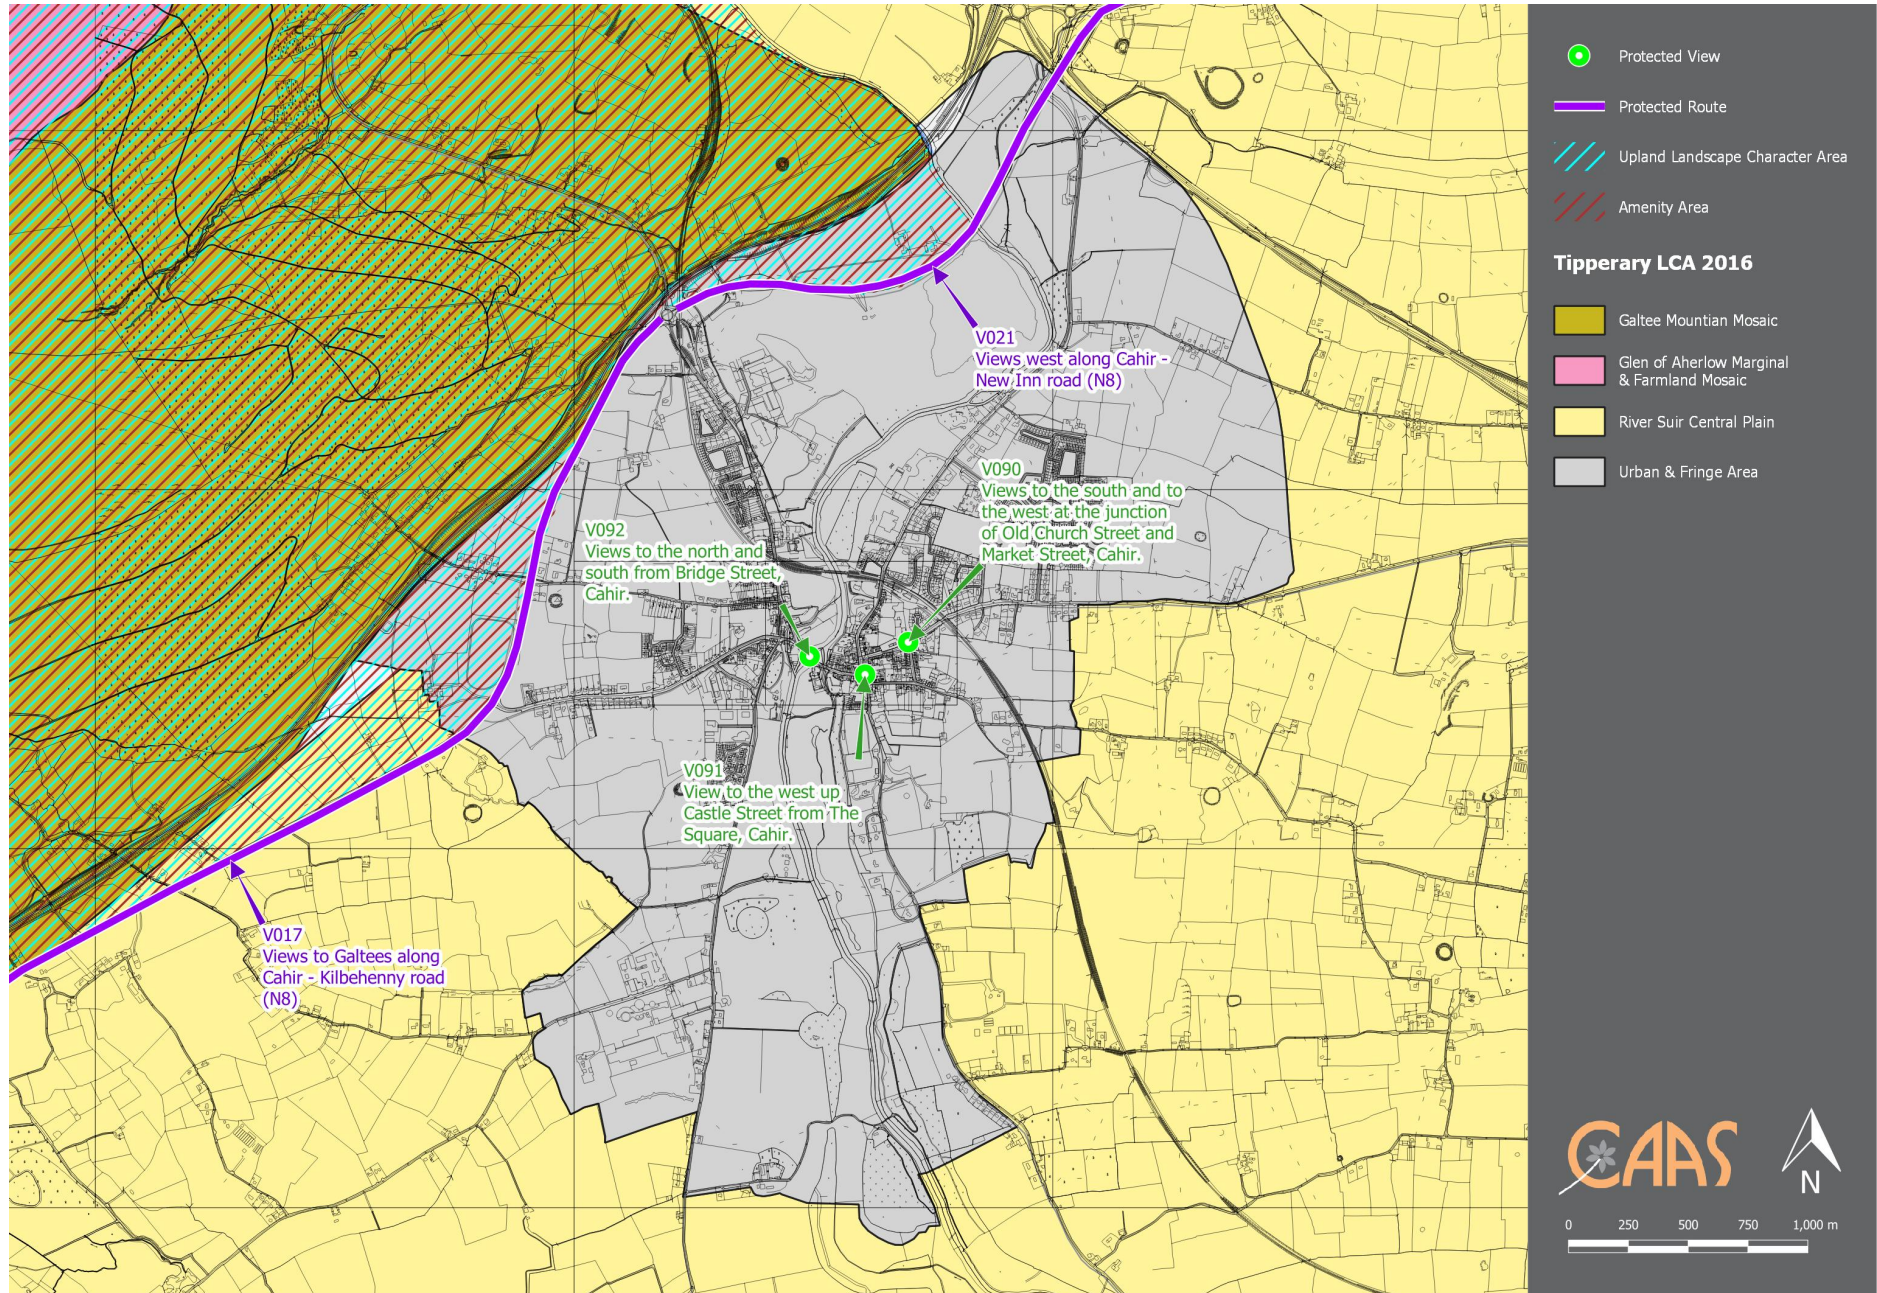 V021
Views west along Cahir -
New Inn road (N8)
V090
Views to the south and to
the west at the junction
of Old Church Street and
Market Street, Cahir.
V092
Views to the north and
south from Bridge Street,
Cahir.
V091
View to the west up
Castle Street from The
Square, Cahir.
V017
Views to Galtees along
Cahir - Kilbehenny road
(N8)
Protected View
Protected Route
Upland Landscape Character Area
Amenity Area
Tipperary LCA 2016
Galtee Mountian Mosaic
Glen of Aherlow Marginal
& Farmland Mosaic
River Suir Central Plain
Urban & Fringe Area
CAAS
N
0 250 500 750 1,000 m